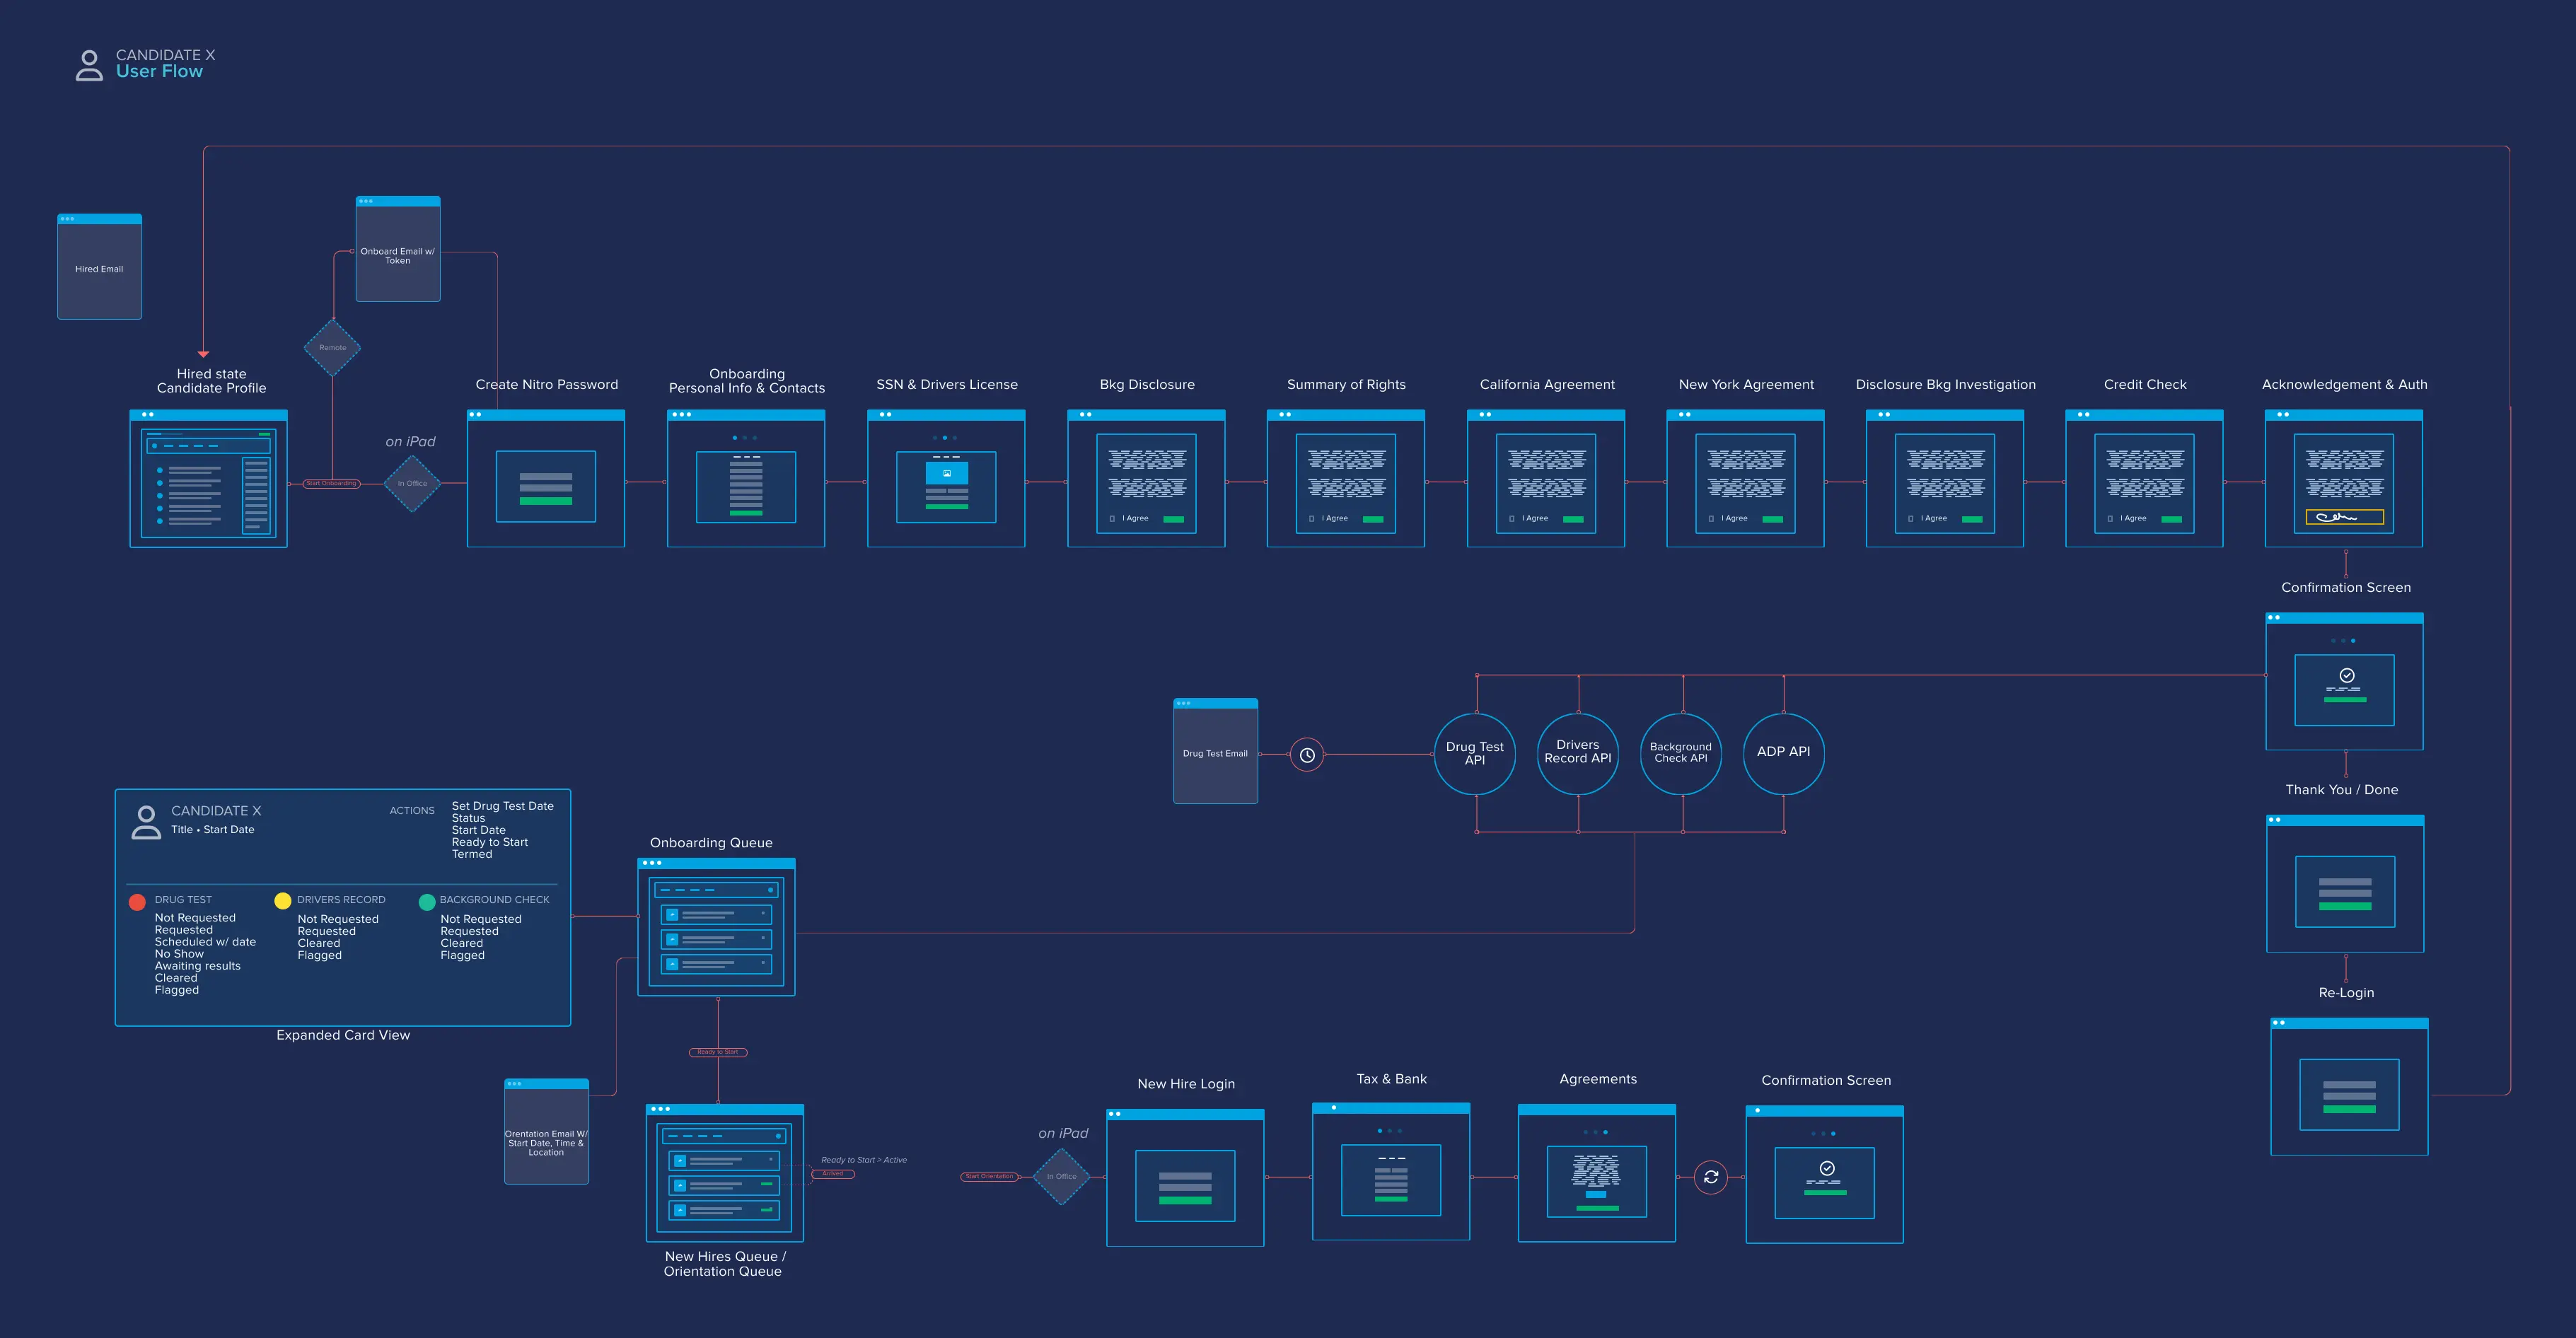 CANDIDATE X
User Flow
Hired Email
Onboard Email w/
Token
Remote
Hired state
Candidate Profile
Start Onboarding
on iPad
In Office
Create Nitro Password
Onboarding
Personal Info & Contacts
SSN & Drivers License
Bkg Disclosure
I Agree
Summary of Rights
I Agree
California Agreement
I Agree
New York Agreement
I Agree
Disclosure Bkg Investigation
I Agree
Credit Check
I Agree
Acknowledgement & Auth
Confirmation Screen
Drug Test Email
Drug Test
API
Drivers
Record API
Background
Check API
ADP API
Thank You / Done
Re-Login
CANDIDATE X
Title • Start Date
ACTIONS
Set Drug Test Date
Status
Start Date
Ready to Start
Termed
DRUG TEST
Not Requested
Requested
Scheduled w/ date
No Show
Awaiting results
Cleared
Flagged
DRIVERS RECORD
Not Requested
Requested
Cleared
Flagged
BACKGROUND CHECK
Not Requested
Requested
Cleared
Flagged
Expanded Card View
Onboarding Queue
Ready to Start
Orentation Email W/
Start Date, Time &
Location
New Hires Queue /
Orientation Queue
Ready to Start > Active
Arrived
Start Orientation
on iPad
In Office
New Hire Login
Tax & Bank
Agreements
Confirmation Screen